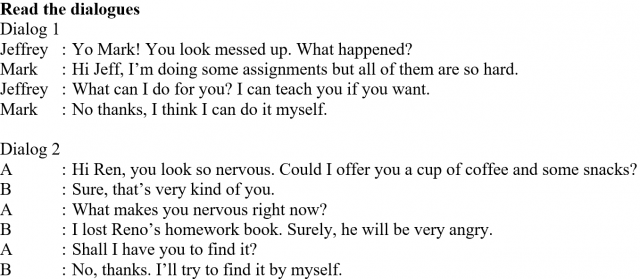 Read the dialogues
Dialog 1
Jeffrey : Yo Mark! You look messed up. What happened?
Mark : Hi Jeff, I'm doing some assignments but all of them are so hard.
Jeffrey : What can I do for you? I can teach you if you want.
Mark : No thanks, I think I can do it myself.
Dialog 2
A : Hi Ren, you look so nervous. Could I offer you a cup of coffee and some snacks?
B : Sure, that's very kind of you.
A : What makes you nervous right now?
B : I lost Reno's homework book. Surely, he will be very angry.
A : Shall I have you to find it?
B : No, thanks. I'll try to find it by myself.